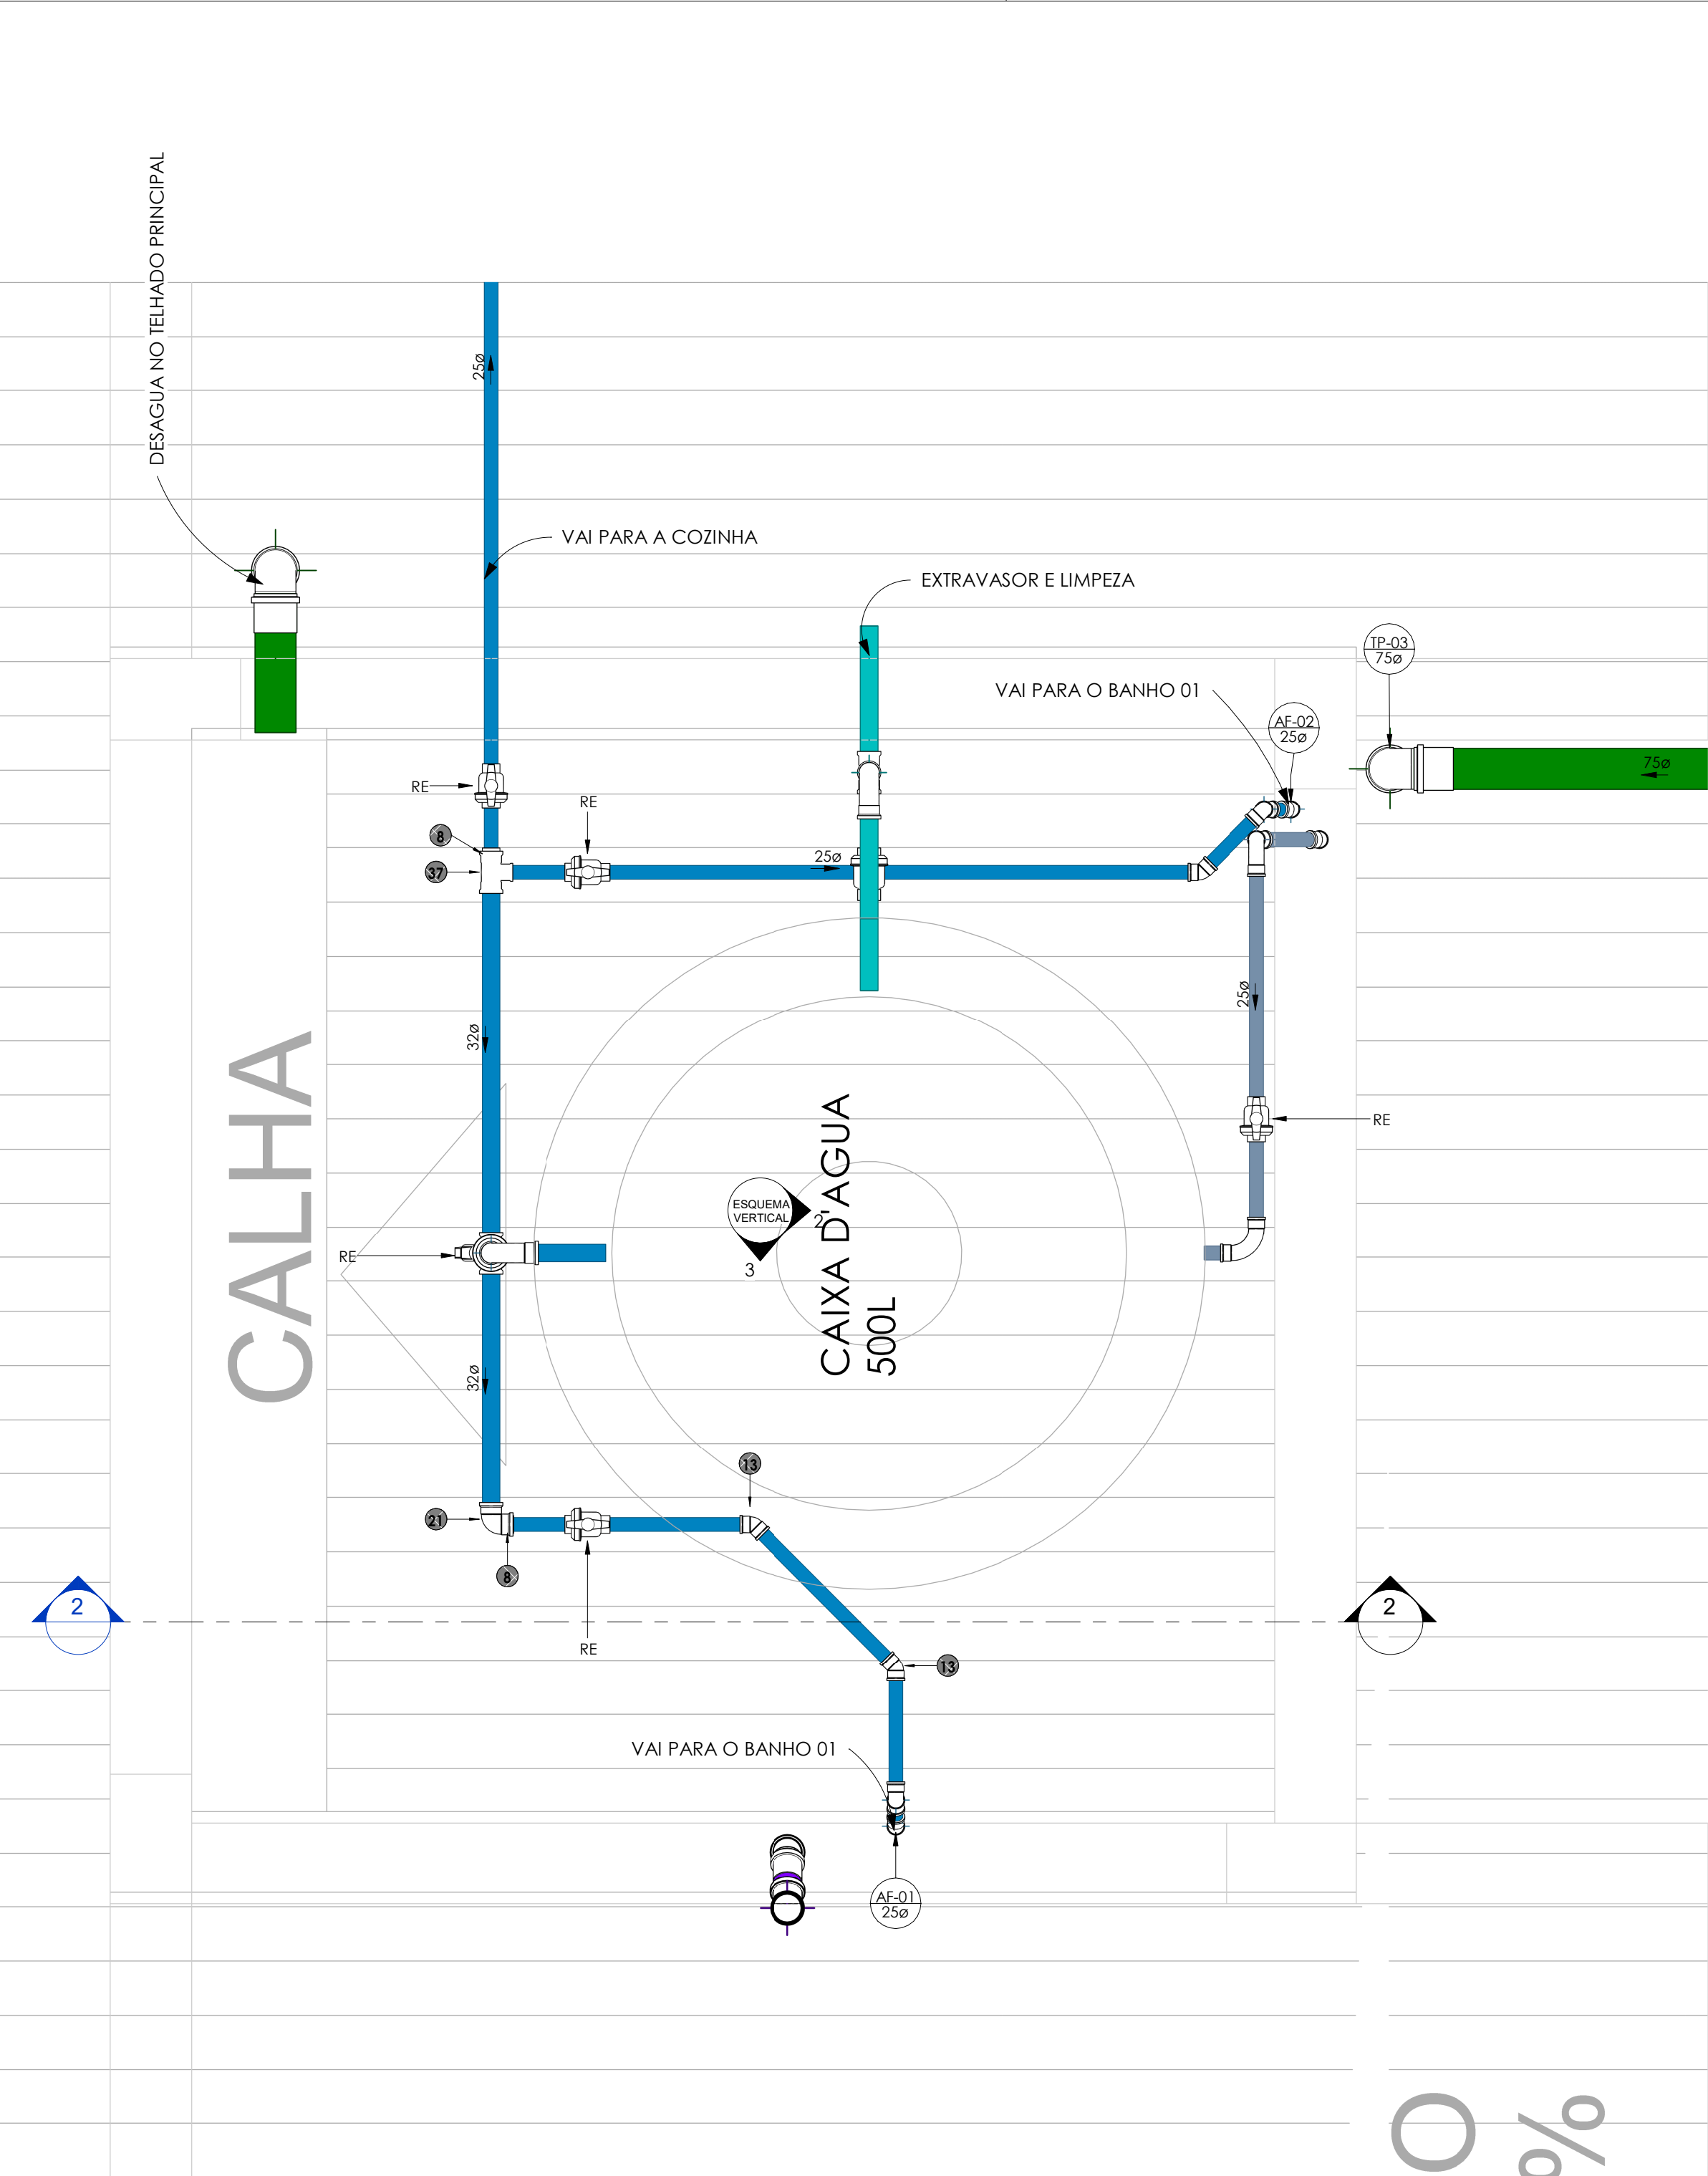 DESAGUA NO TELHADO PRINCIPAL
25ø
VAI PARA A COZINHA
EXTRAVASOR E LIMPEZA
TP-03
75ø
VAI PARA O BANHO 01
AF-02
25ø
75ø
RE
RE
8
37
25ø
25ø
32ø
CALHA
RE
ESQUEMA
VERTICAL
2
3
CAIXA D'AGUA
500L
RE
32ø
13
21
8
2
2
RE
13
VAI PARA O BANHO 01
AF-01
25ø
O
%